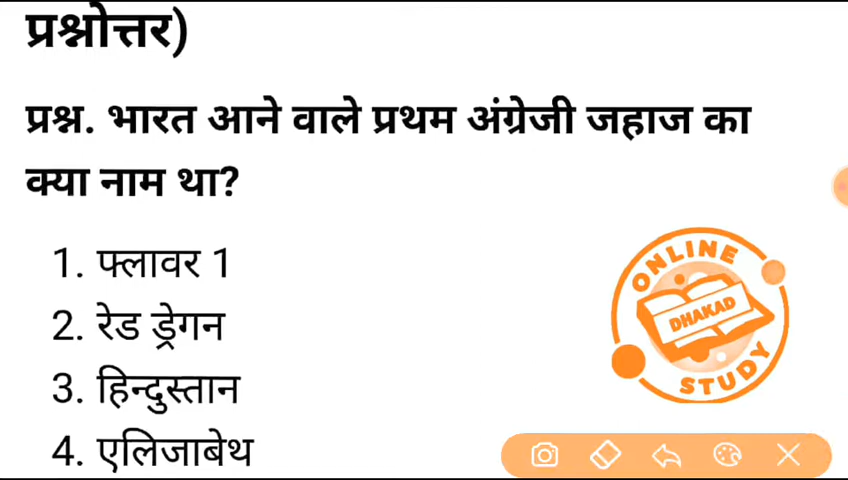 प्रश्नोत्तर)
प्रश्न. भारत आने वाले प्रथम अंग्रेजी जहाज का
क्या नाम था?
1. फ्लावर 1
2. रेड ड्रेगन
3. हिन्दुस्तान
4. एलिजाबेथ
ONLINE
DHAKAD
STUDY